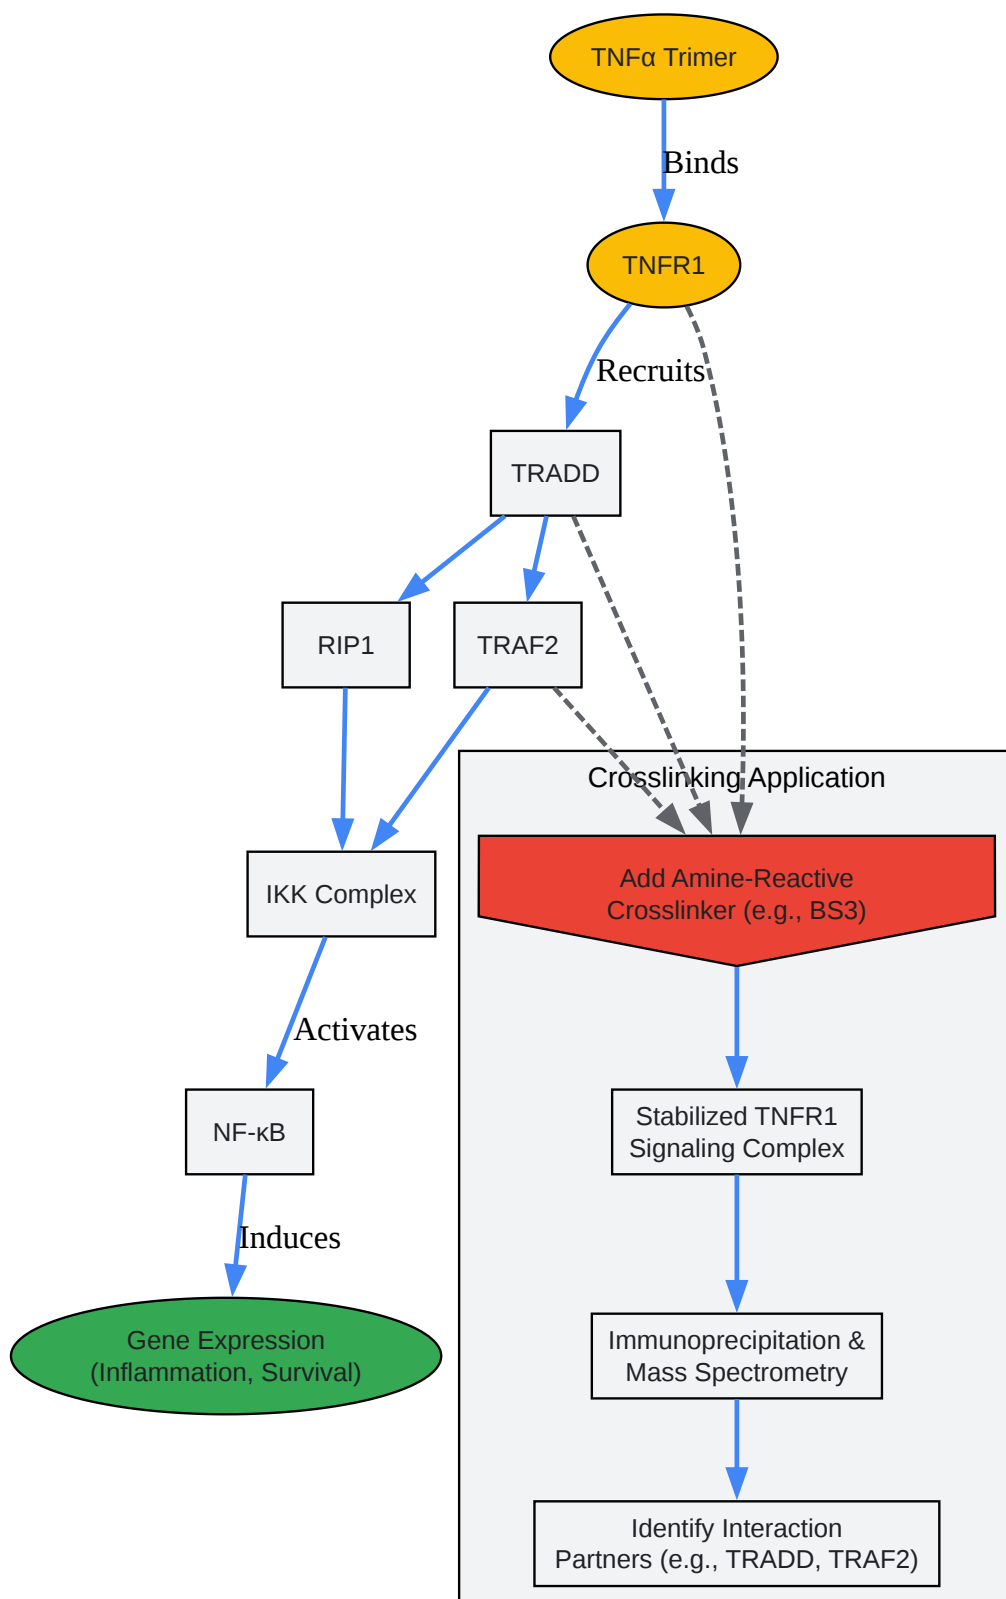 TNFα Trimer
Binds
TNFR1
Recruits
TRADD
RIP1
TRAF2
Crosslinking Application
Add Amine-Reactive
Crosslinker (e.g., BS3)
IKK Complex
Activates
NF-κB
Stabilized TNFR1
Signaling Complex
Induces
Gene Expression
(Inflammation, Survival)
Immunoprecipitation &
Mass Spectrometry
Identify Interaction
Partners (e.g., TRADD, TRAF2)